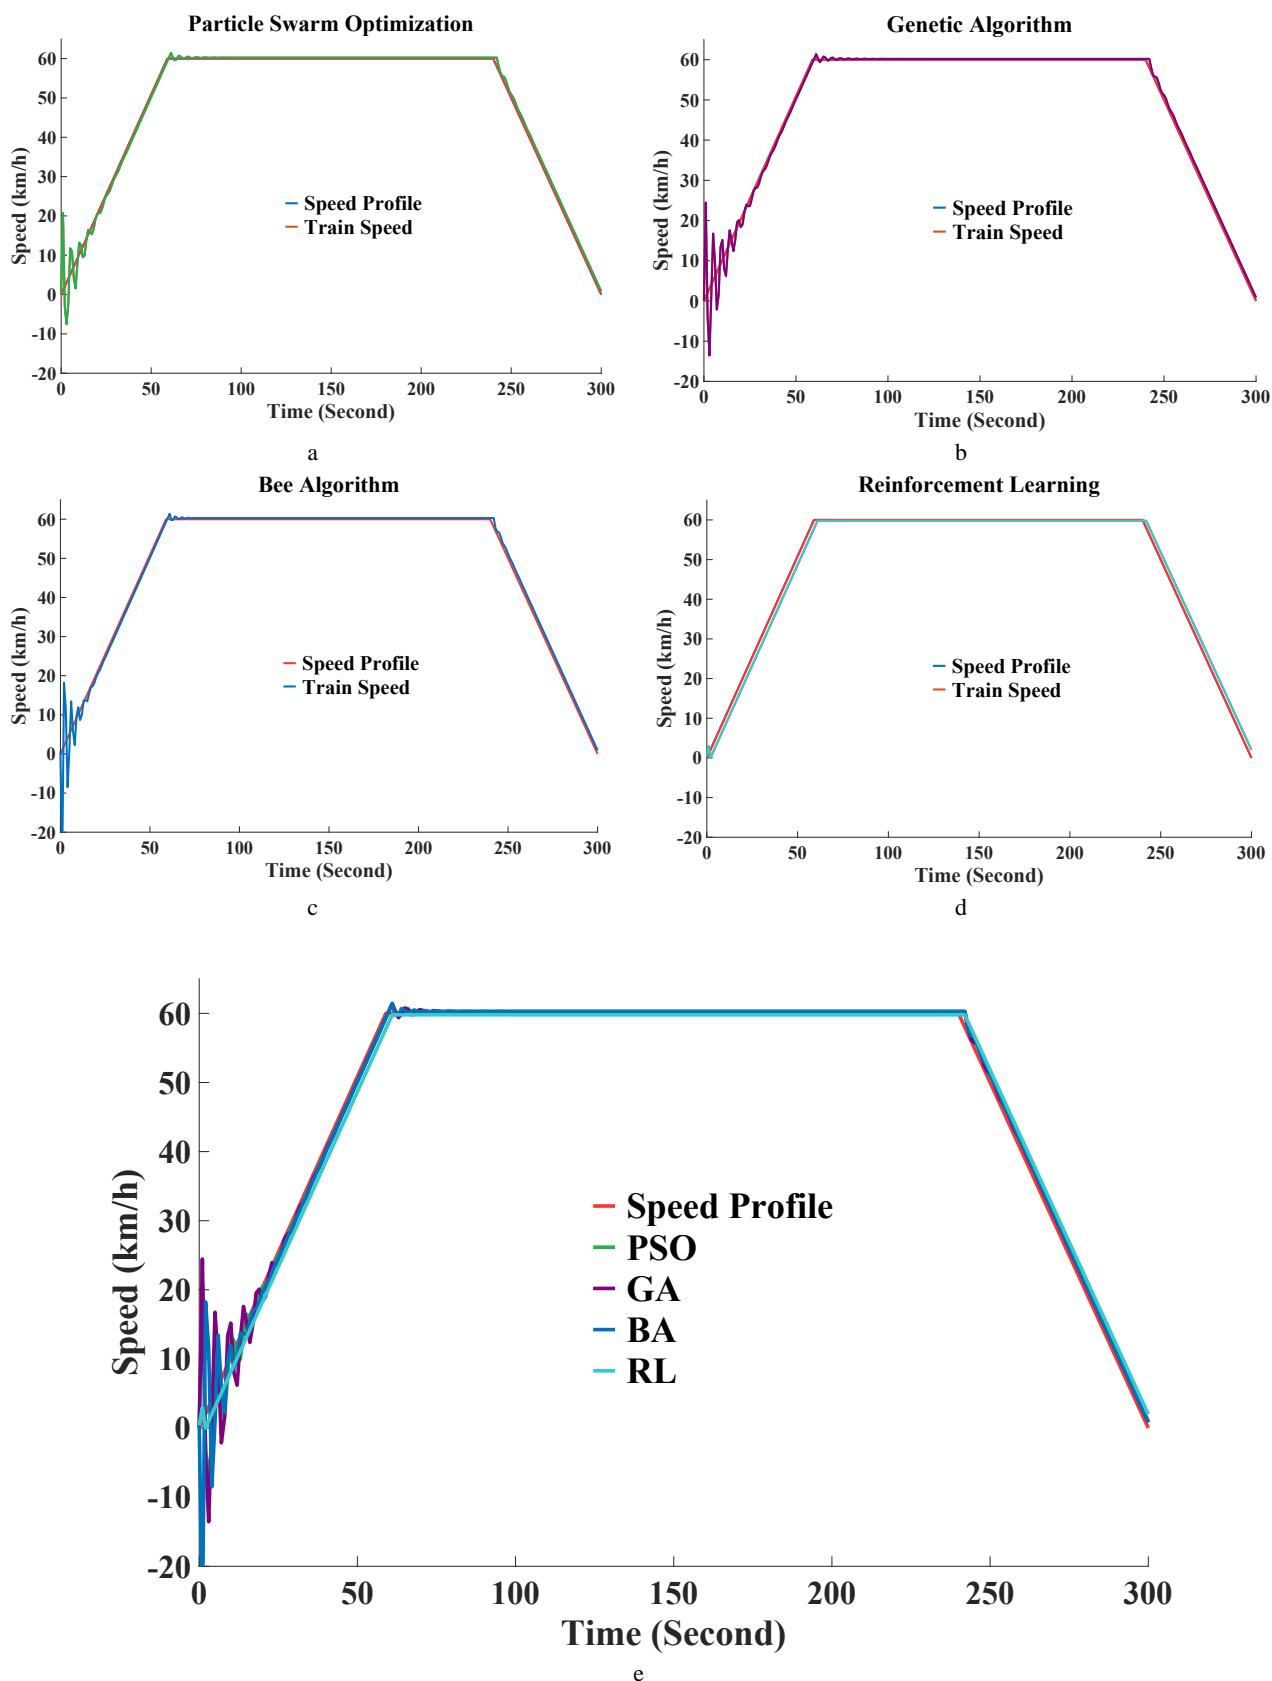 Particle Swarm Optimization
60
50
40
30
20
10
0
-10
-20
Speed (km/h)
Speed Profile
Train Speed
0 50 100 150 200 250 300
Time (Second)
a
Genetic Algorithm
60
50
40
30
20
10
0
-10
-20
Speed (km/h)
Speed Profile
Train Speed
0 50 100 150 200 250 300
Time (Second)
b
Bee Algorithm
60
50
40
30
20
10
0
-10
-20
Speed (km/h)
Speed Profile
Train Speed
0 50 100 150 200 250 300
Time (Second)
c
Reinforcement Learning
60
50
40
30
20
10
0
-10
-20
Speed (km/h)
Speed Profile
Train Speed
0 50 100 150 200 250 300
Time (Second)
d
60
50
40
30
20
10
0
-10
-20
Speed (km/h)
Speed Profile
PSO
GA
BA
RL
0 50 100 150 200 250 300
Time (Second)
e